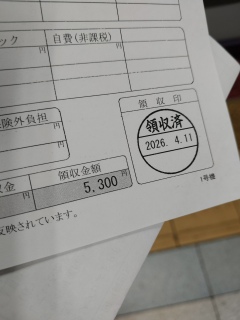 ック 自費(非課税)
円 円
領収印
険外負担
円
領収済
2026. 4.11
収金 領収金額
円 5,300 円
1号機
反映されています。